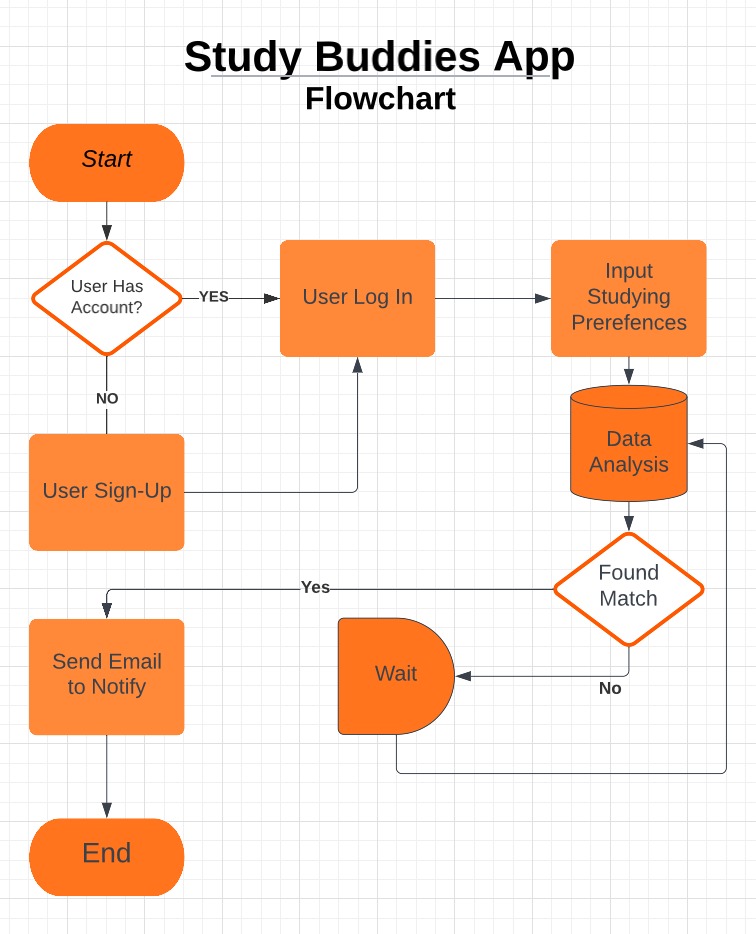 Study Buddies App
Flowchart
Start
User Has
Account?
YES
User Log In
Input
Studying
Prerefences
NO
User Sign-Up
Data
Analysis
Found
Match
Yes
No
Wait
Send Email
to Notify
End